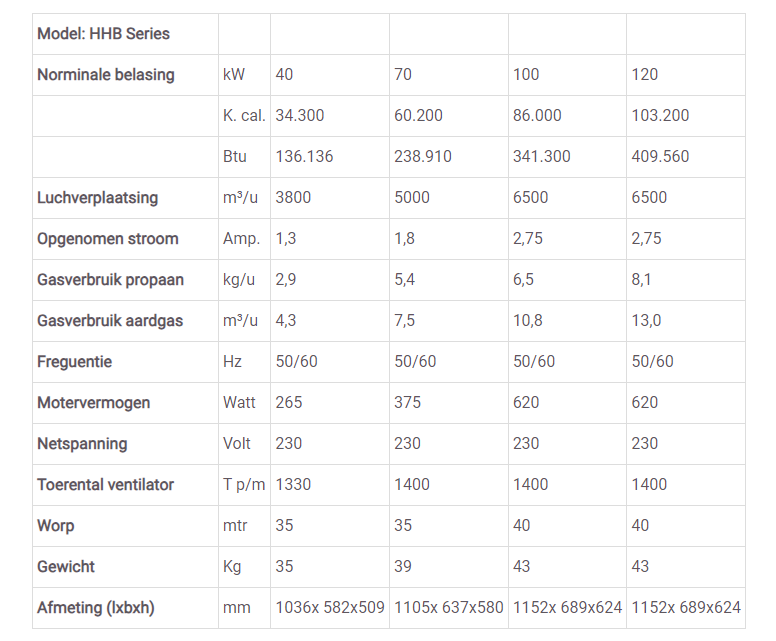 Model: HHB Series
Norminale belasing kW 40 70 100 120
K. cal. 34.300 60.200 86.000 103.200
Btu 136.136 238.910 341.300 409.560
Luchverplaatsing m³/u 3800 5000 6500 6500
Opgenomen stroom Amp. 1,3 1,8 2,75 2,75
Gasverbruik propaan kg/u 2,9 5,4 6,5 8,1
Gasverbruik aardgas m³/u 4,3 7,5 10,8 13,0
Freguentie Hz 50/60 50/60 50/60 50/60
Motervermogen Watt 265 375 620 620
Netspanning Volt 230 230 230 230
Toerental ventilator T p/m 1330 1400 1400 1400
Worp mtr 35 35 40 40
Gewicht Kg 35 39 43 43
Afmeting (lxbxh) mm 1036x 582x509 1105x 637x580 1152x 689x624 1152x 689x624